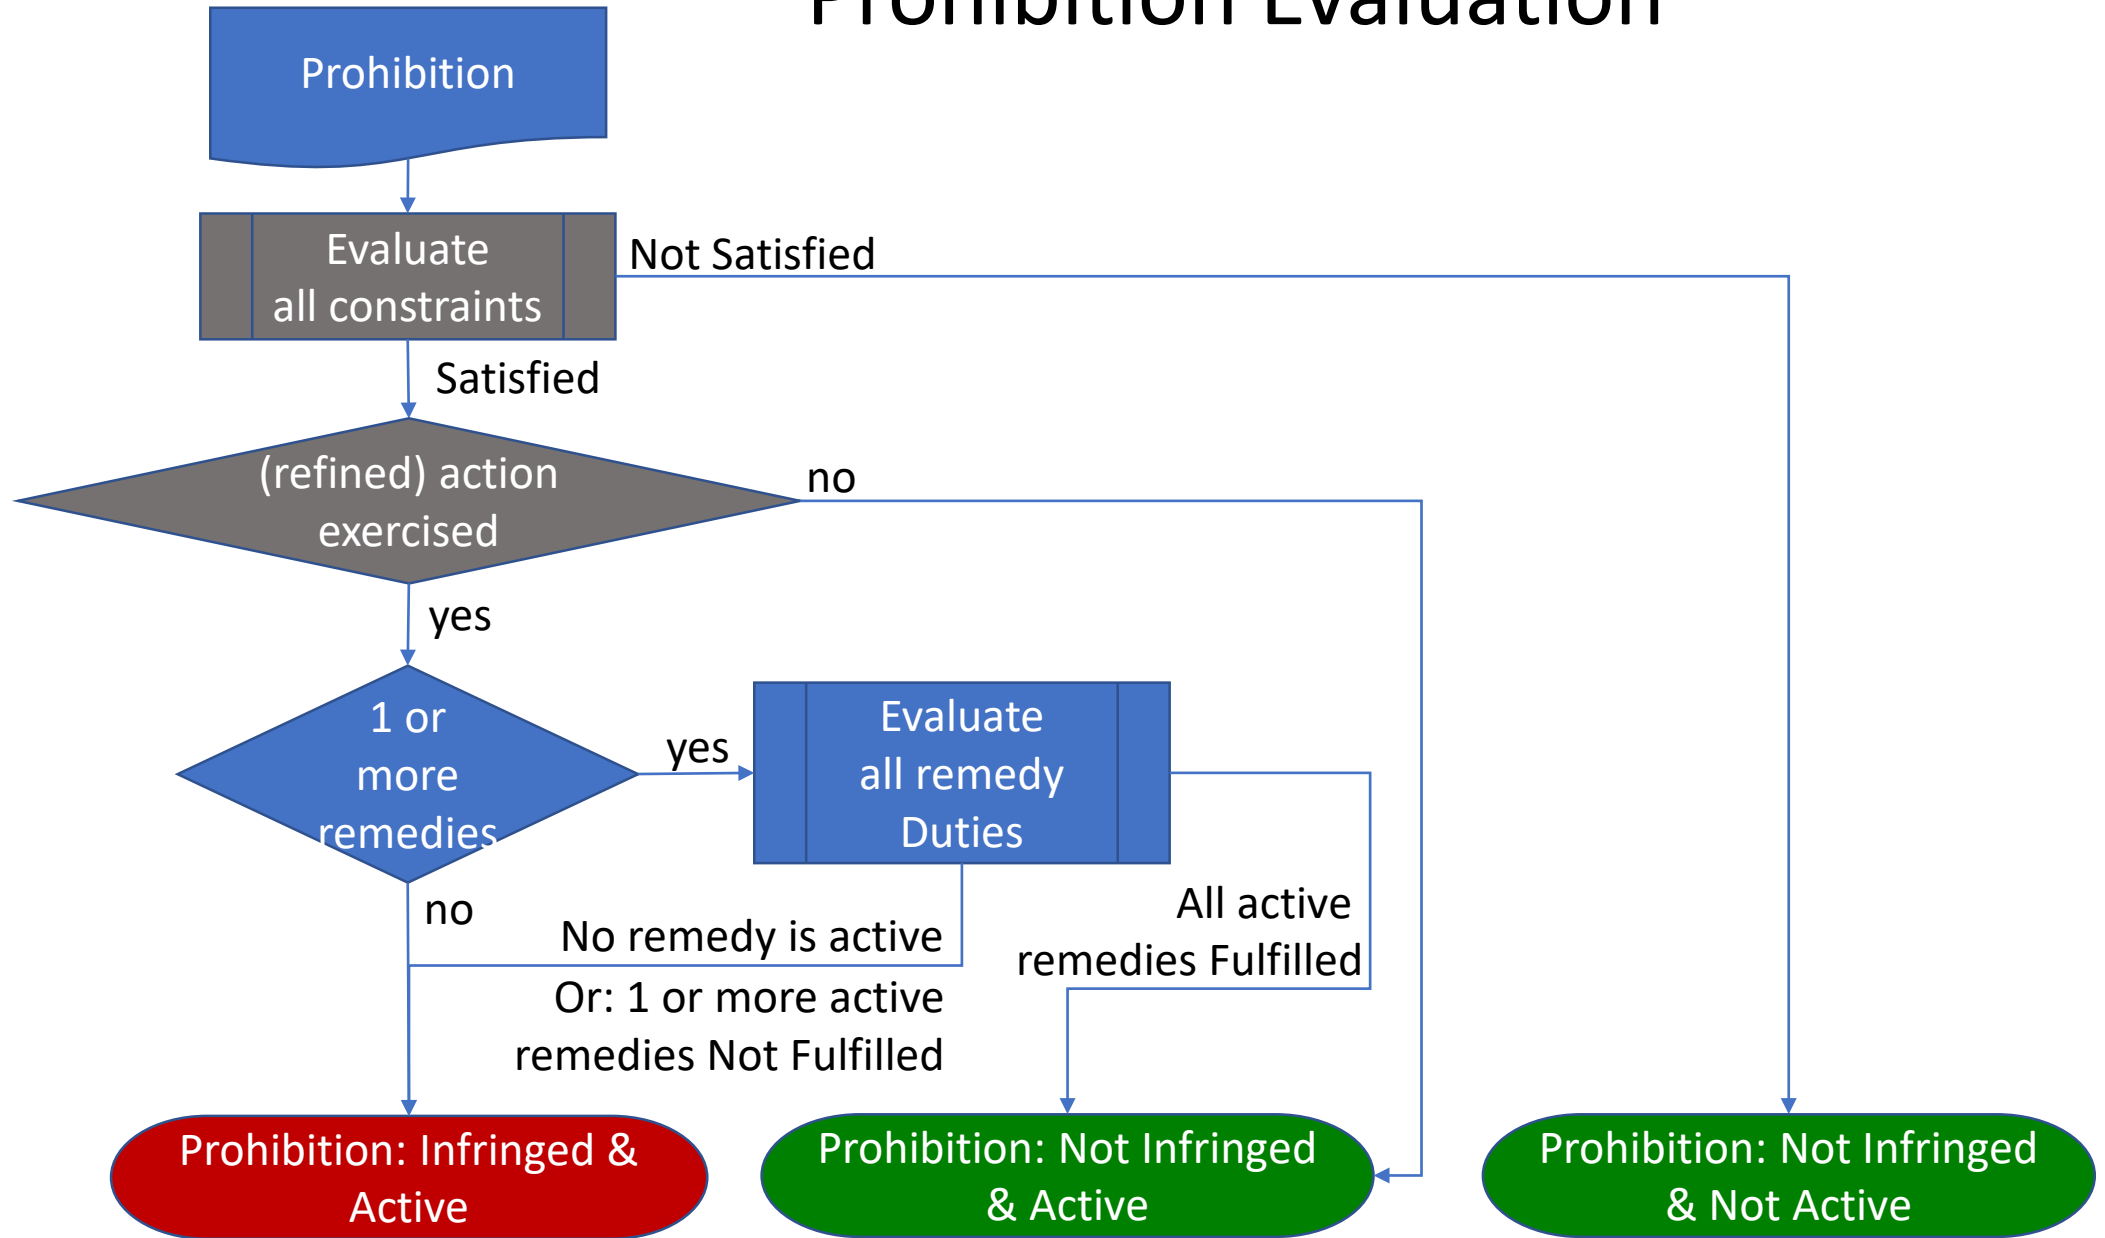 Prohibition Evaluation
Prohibition
Evaluate
all constraints
Not Satisfied
Satisfied
(refined) action
exercised
no
yes
1 or
more
remedies
yes
Evaluate
all remedy
Duties
no
No remedy is active
Or: 1 or more active
remedies Not Fulfilled
All active
remedies Fulfilled
Prohibition: Infringed &
Active
Prohibition: Not Infringed
& Active
Prohibition: Not Infringed
& Not Active